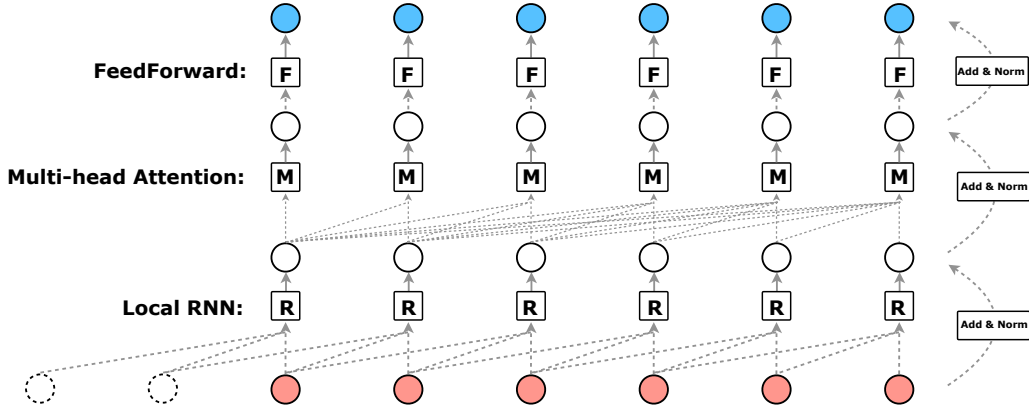 FeedForward: F F F F F F Add & Norm
Multi-head Attention: M M M M M M Add & Norm
Local RNN: R R R R R R Add & Norm